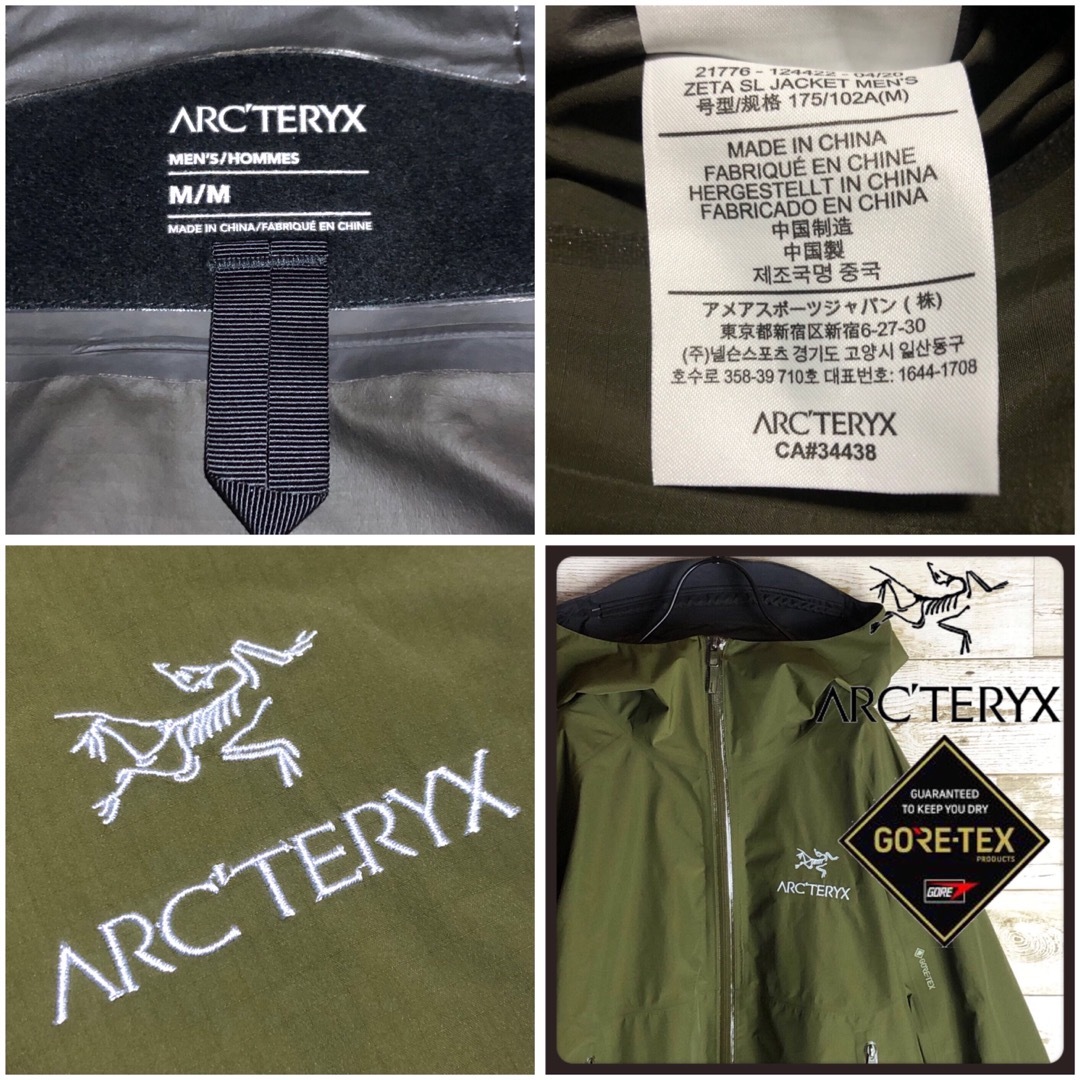 ARC'TERYX
MEN'S/HOMMES
M/M
MADE IN CHINA/FABRIQUÉ EN CHINE
21776 - 124422 - 04/20
ZETA SL JACKET MEN'S
号型/规格 175/102A(M)
MADE IN CHINA
FABRIQUÉ EN CHINE
HERGESTELLT IN CHINA
FABRICADO EN CHINA
中国制造
中国製
제조국명 중국
アメアスポーツジャパン (株)
東京都新宿区新宿6-27-30
(주)넬슨스포츠 경기도 고양시 일산동구
호수로 358-39 710호 대표번호: 1644-1708
ARC'TERYX
CA#34438
ARC'TERYX
ARC'TERYX
GUARANTEED
TO KEEP YOU DRY
GORE-TEX
PRODUCTS
GORE
ARC'TERYX
GORE-TEX